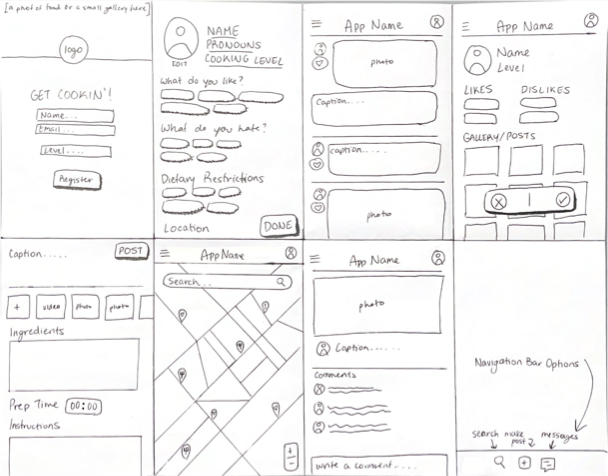 [a photo of food or a small gallery here]
logo
GET COOKIN'!
Name...
Email...
Level....
Register
EDIT
NAME
PRONOUNS
COOKING LEVEL
What do you like?
What do you hate?
Dietary Restrictions
Location
DONE
App Name
photo
Caption....
Caption.....
photo
App Name
Name
Level
LIKES
DISLIKES
GALLERY/POSTS
Caption.....
POST
+
video
photo
photo
Ingredients
Prep Time
00:00
Instructions
App Name
Search...
+
-
App Name
photo
Caption......
Comments
Write a comment.....
Navigation Bar Options
search
make post
messages